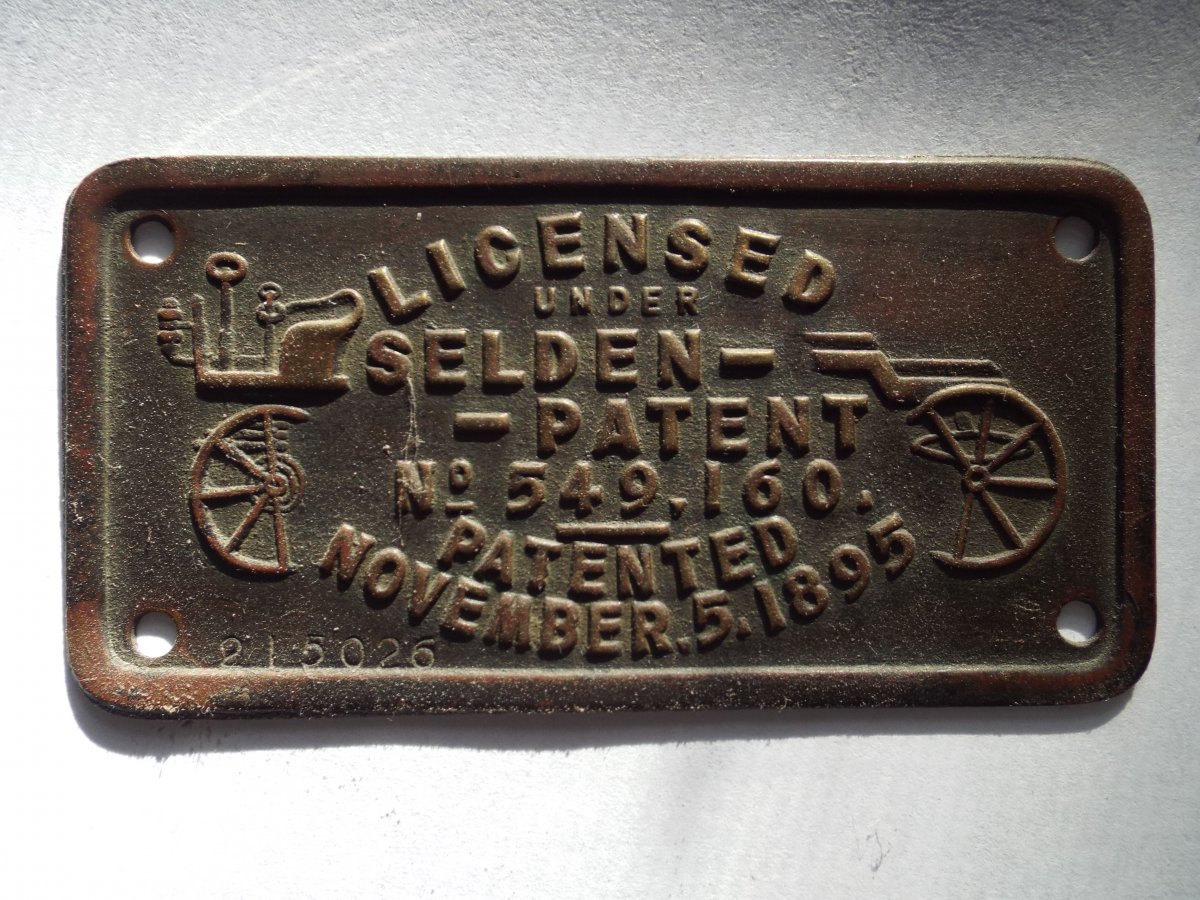 LICENSED
UNDER
SELDEN—
—PATENT
Nº 549,160.
PATENTED
NOVEMBER.5.1895
215026